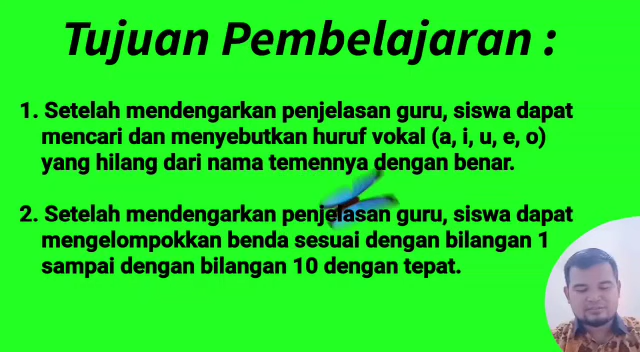 Tujuan Pembelajaran :
1. Setelah mendengarkan penjelasan guru, siswa dapat
mencari dan menyebutkan huruf vokal (a, i, u, e, o)
yang hilang dari nama temennya dengan benar.
2. Setelah mendengarkan penjelasan guru, siswa dapat
mengelompokkan benda sesuai dengan bilangan 1
sampai dengan bilangan 10 dengan tepat.